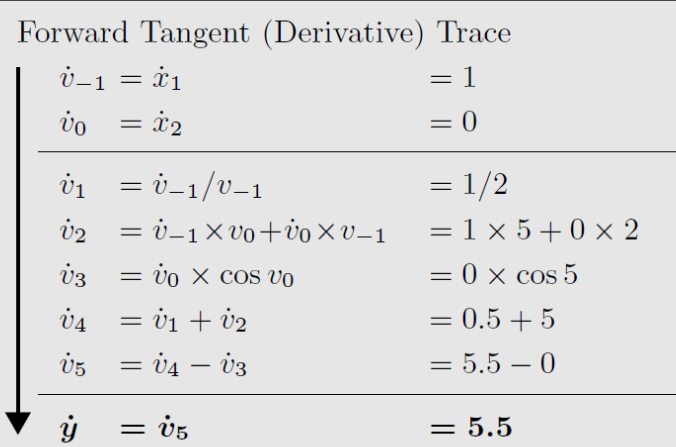 Forward Tangent (Derivative) Trace
v̇₋₁ = ẋ₁ = 1
v̇₀ = ẋ₂ = 0
v̇₁ = v̇₋₁/v₋₁ = 1/2
v̇₂ = v̇₋₁×v₀+v̇₀×v₋₁ = 1 × 5 + 0 × 2
v̇₃ = v̇₀ × cos v₀ = 0 × cos 5
v̇₄ = v̇₁ + v̇₂ = 0.5 + 5
v̇₅ = v̇₄ − v̇₃ = 5.5 − 0
ẏ = v̇₅ = 5.5